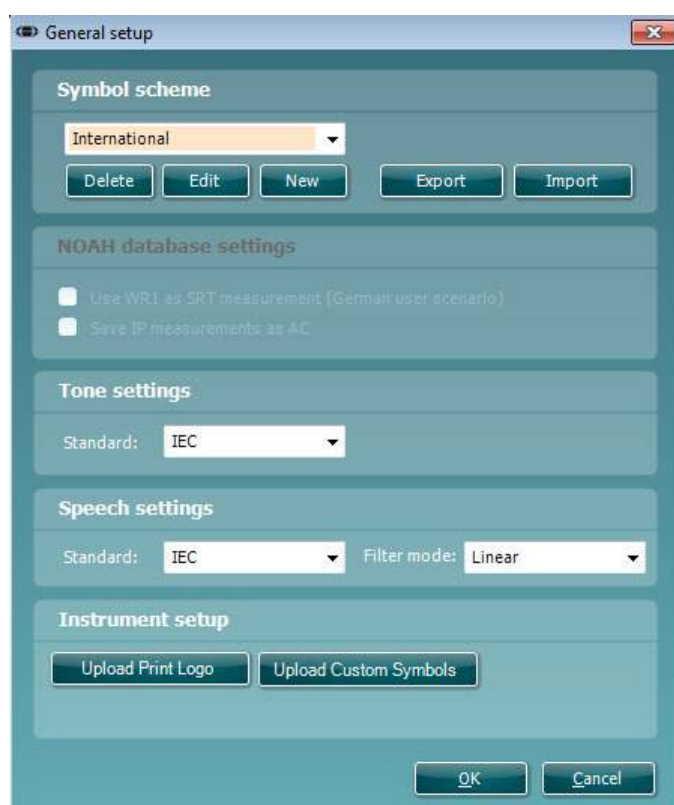 General setup
Symbol scheme
International
Delete Edit New Export Import
NOAH database settings
Use WR1 as SRT measurement (German user scenario)
Save IP measurements as AC
Tone settings
Standard: IEC
Speech settings
Standard: IEC Filter mode: Linear
Instrument setup
Upload Print Logo Upload Custom Symbols
OK Cancel